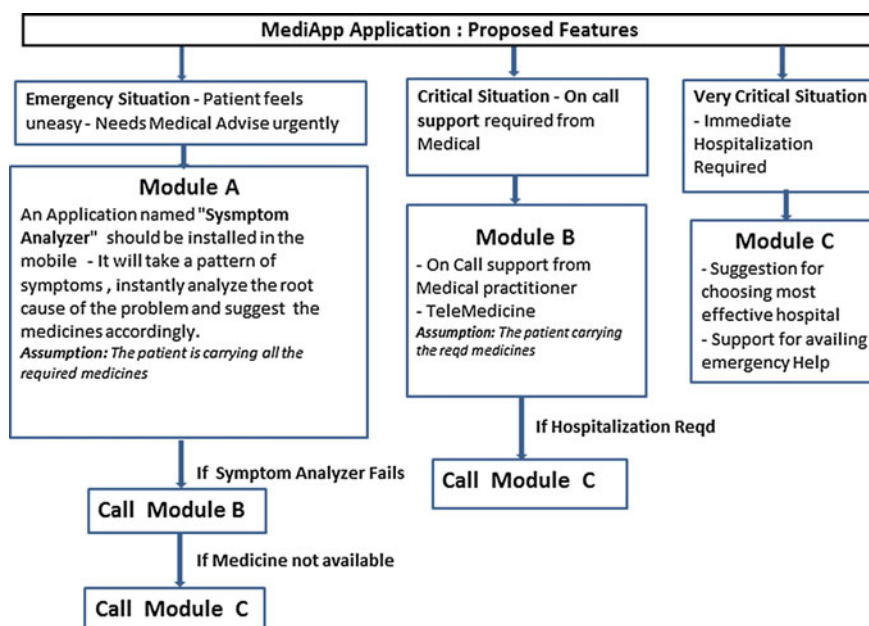 MediApp Application : Proposed Features
Emergency Situation - Patient feels
uneasy - Needs Medical Advise urgently
Module A
An Application named "Sysmptom
Analyzer" should be installed in the
mobile - It will take a pattern of
symptoms , instantly analyze the root
cause of the problem and suggest the
medicines accordingly.
Assumption: The patient is carrying all the
required medicines
If Symptom Analyzer Fails
Call Module B
If Medicine not available
Call Module C
Critical Situation - On call
support required from
Medical
Module B
- On Call support from
Medical practitioner
- TeleMedicine
Assumption: The patient carrying
the reqd medicines
If Hospitalization Reqd
Call Module C
Very Critical Situation
- Immediate
Hospitalization
Required
Module C
- Suggestion for
choosing most
effective hospital
- Support for availing
emergency Help